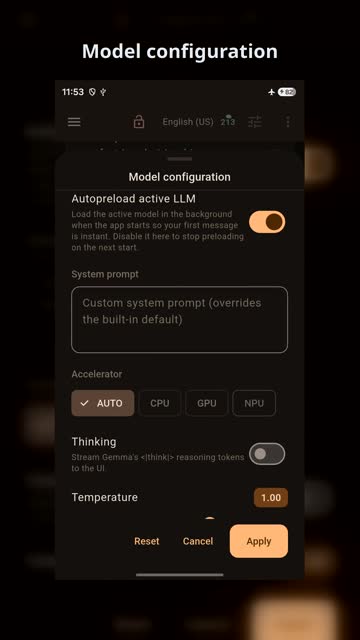 Model configuration
11:53
82
English (US) 213
Model configuration
Autopreload active LLM
Load the active model in the background
when the app starts so your first message
is instant. Disable it here to stop preloading
on the next start.
System prompt
Custom system prompt (overrides
the built-in default)
Accelerator
AUTO CPU GPU NPU
Thinking
Stream Gemma's <|think|> reasoning tokens
to the UI.
Temperature 1.00
Reset Cancel Apply